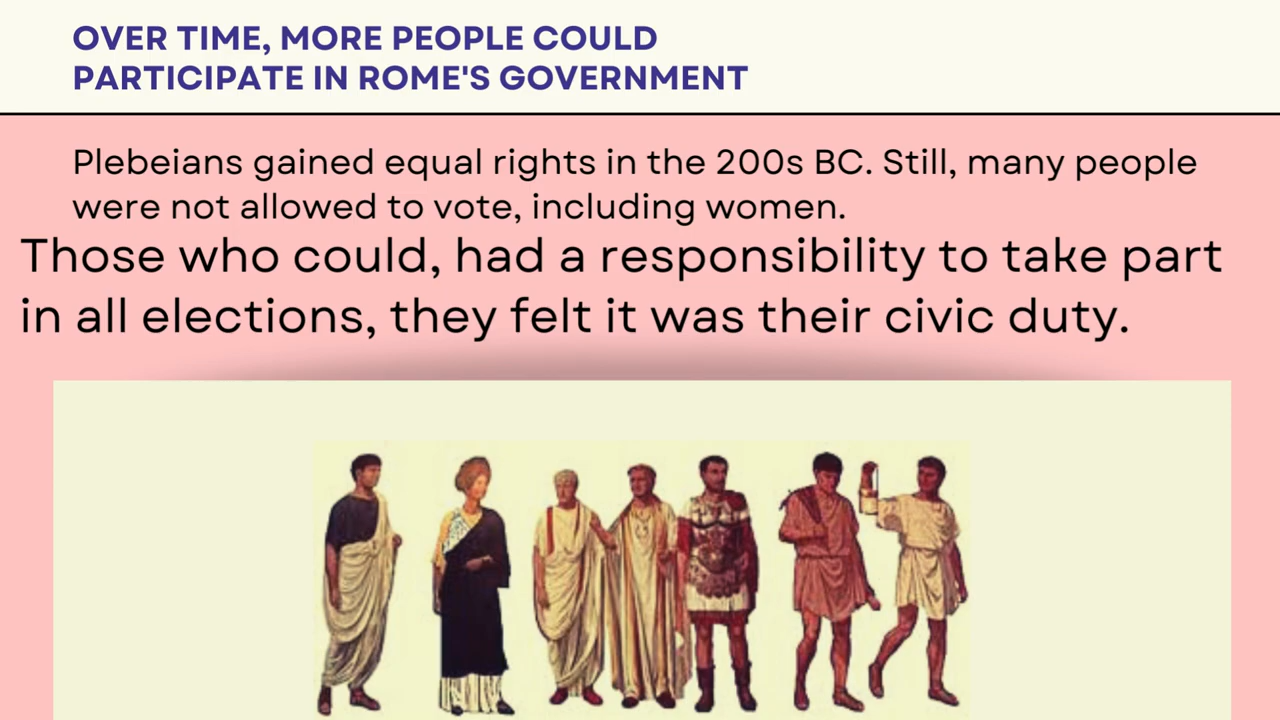 OVER TIME, MORE PEOPLE COULD
PARTICIPATE IN ROME'S GOVERNMENT
Plebeians gained equal rights in the 200s BC. Still, many people
were not allowed to vote, including women.
Those who could, had a responsibility to take part
in all elections, they felt it was their civic duty.